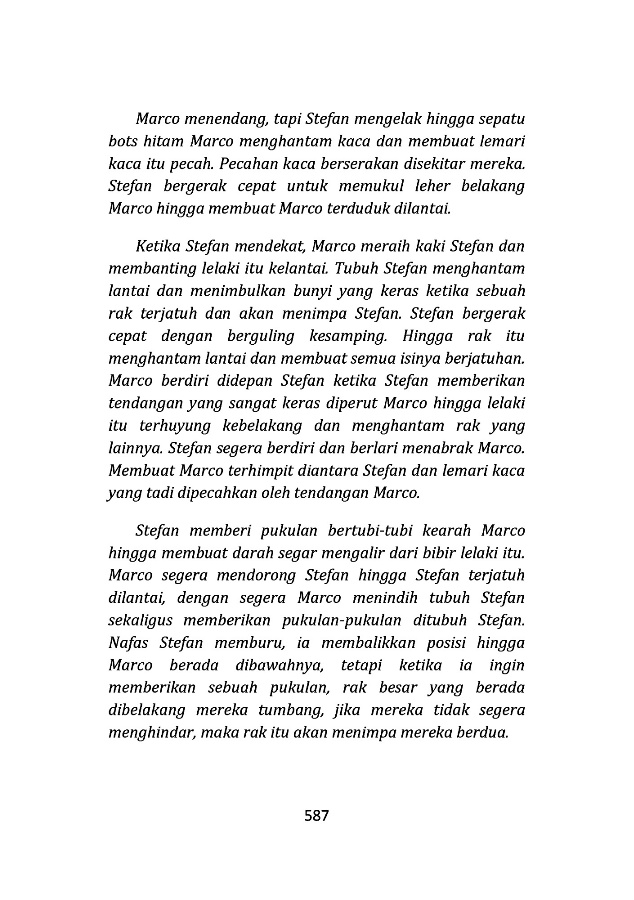 Marco menendang, tapi Stefan mengelak hingga sepatu
bots hitam Marco menghantam kaca dan membuat lemari
kaca itu pecah. Pecahan kaca berserakan disekitar mereka.
Stefan bergerak cepat untuk memukul leher belakang
Marco hingga membuat Marco terduduk dilantai.
Ketika Stefan mendekat, Marco meraih kaki Stefan dan
membanting lelaki itu kelantai. Tubuh Stefan menghantam
lantai dan menimbulkan bunyi yang keras ketika sebuah
rak terjatuh dan akan menimpa Stefan. Stefan bergerak
cepat dengan berguling kesamping. Hingga rak itu
menghantam lantai dan membuat semua isinya berjatuhan.
Marco berdiri didepan Stefan ketika Stefan memberikan
tendangan yang sangat keras diperut Marco hingga lelaki
itu terhuyung kebelakang dan menghantam rak yang
lainnya. Stefan segera berdiri dan berlari menabrak Marco.
Membuat Marco terhimpit diantara Stefan dan lemari kaca
yang tadi dipecahkan oleh tendangan Marco.
Stefan memberi pukulan bertubi-tubi kearah Marco
hingga membuat darah segar mengalir dari bibir lelaki itu.
Marco segera mendorong Stefan hingga Stefan terjatuh
dilantai, dengan segera Marco menindih tubuh Stefan
sekaligus memberikan pukulan-pukulan ditubuh Stefan.
Nafas Stefan memburu, ia membalikkan posisi hingga
Marco berada dibawahnya, tetapi ketika ia ingin
memberikan sebuah pukulan, rak besar yang berada
dibelakang mereka tumbang, jika mereka tidak segera
menghindar, maka rak itu akan menimpa mereka berdua.
587